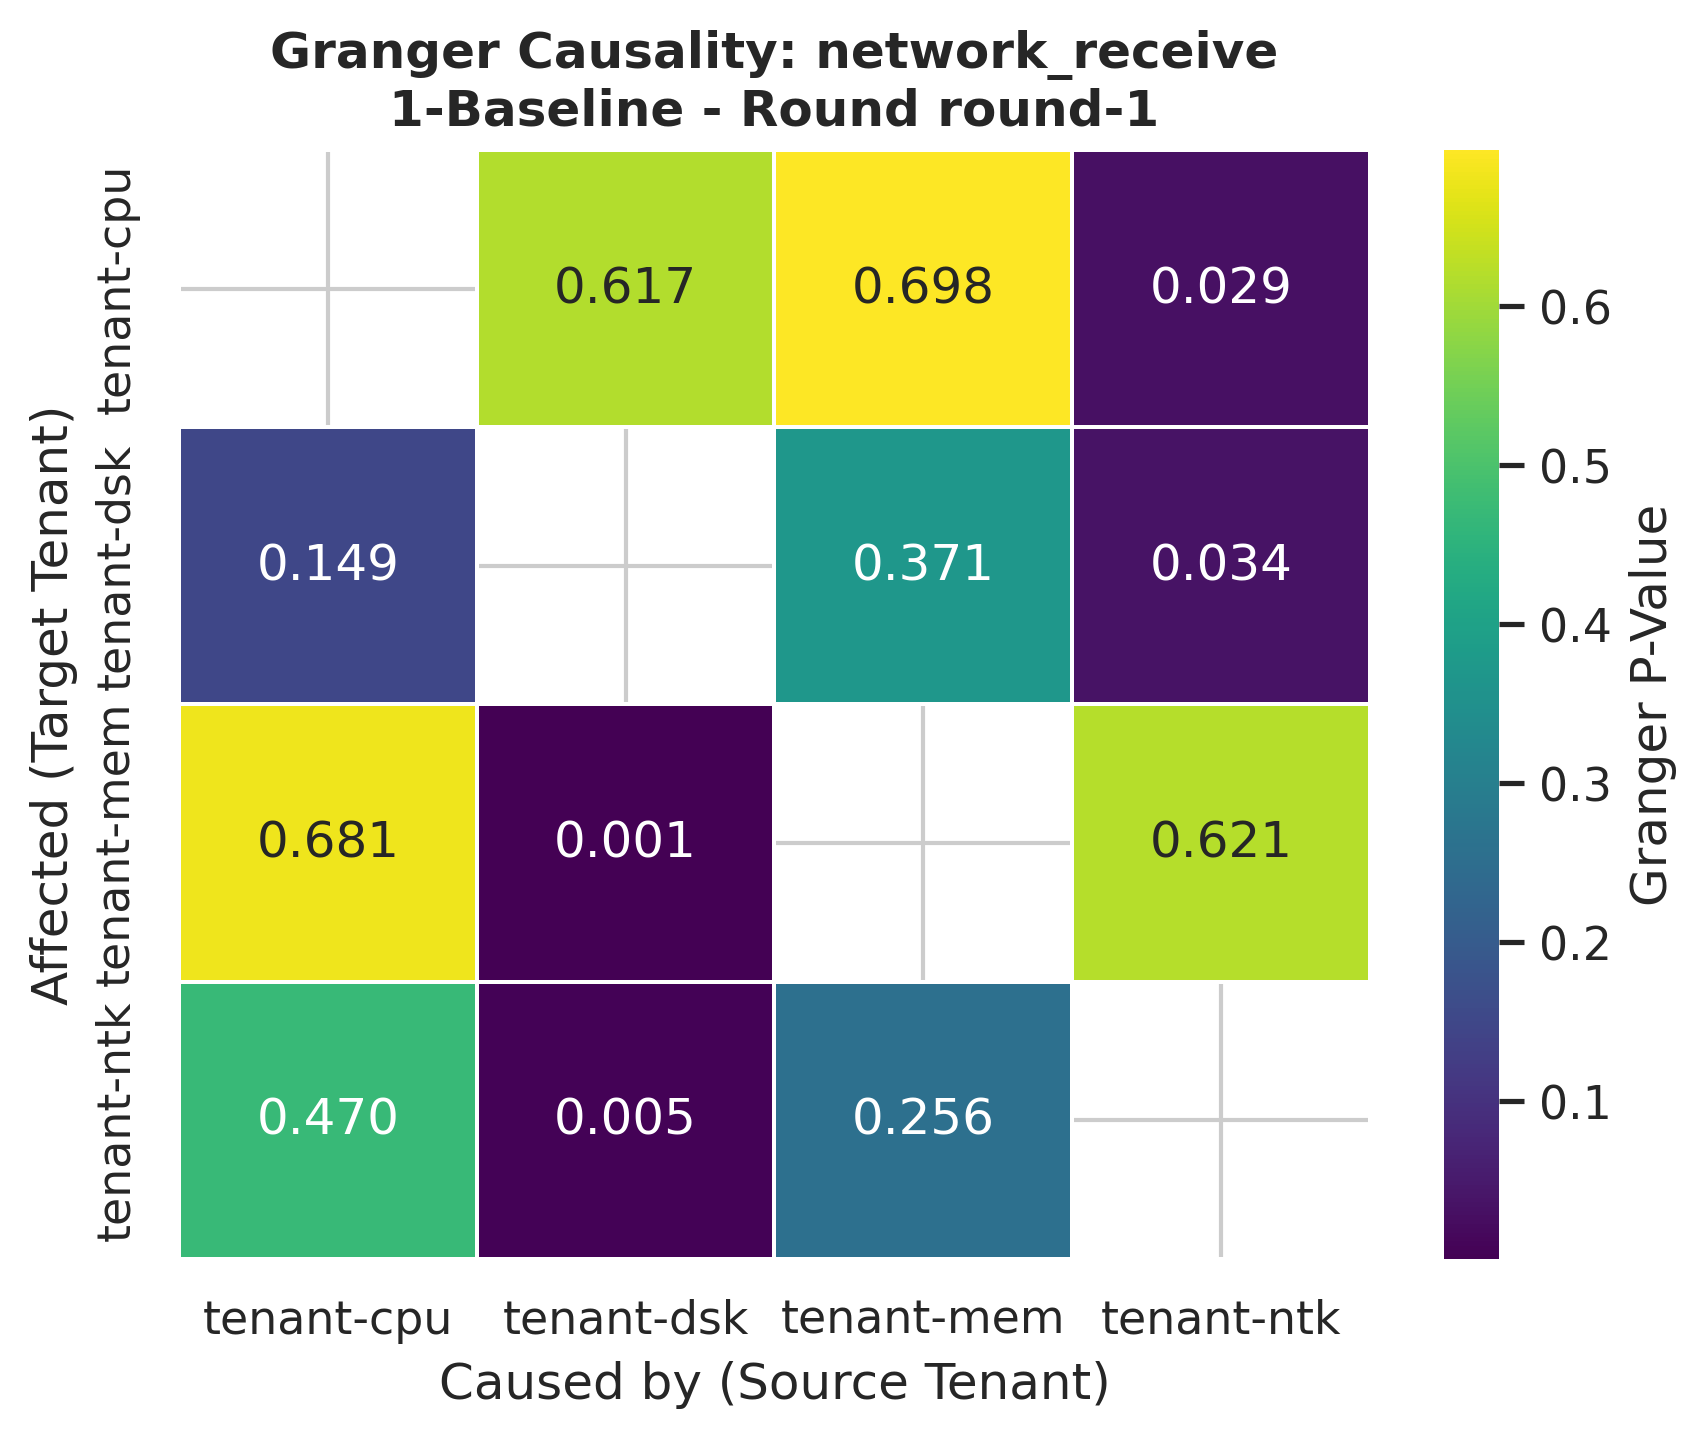 Granger Causality: network_receive
1-Baseline - Round round-1
Affected (Target Tenant)
tenant-cpu
0.617
0.698
0.029
tenant-dsk
0.149
0.371
0.034
tenant-mem
0.681
0.001
0.621
tenant-ntk
0.470
0.005
0.256
tenant-cpu
tenant-dsk
tenant-mem
tenant-ntk
Caused by (Source Tenant)
0.6
0.5
0.4
0.3
0.2
0.1
Granger P-Value